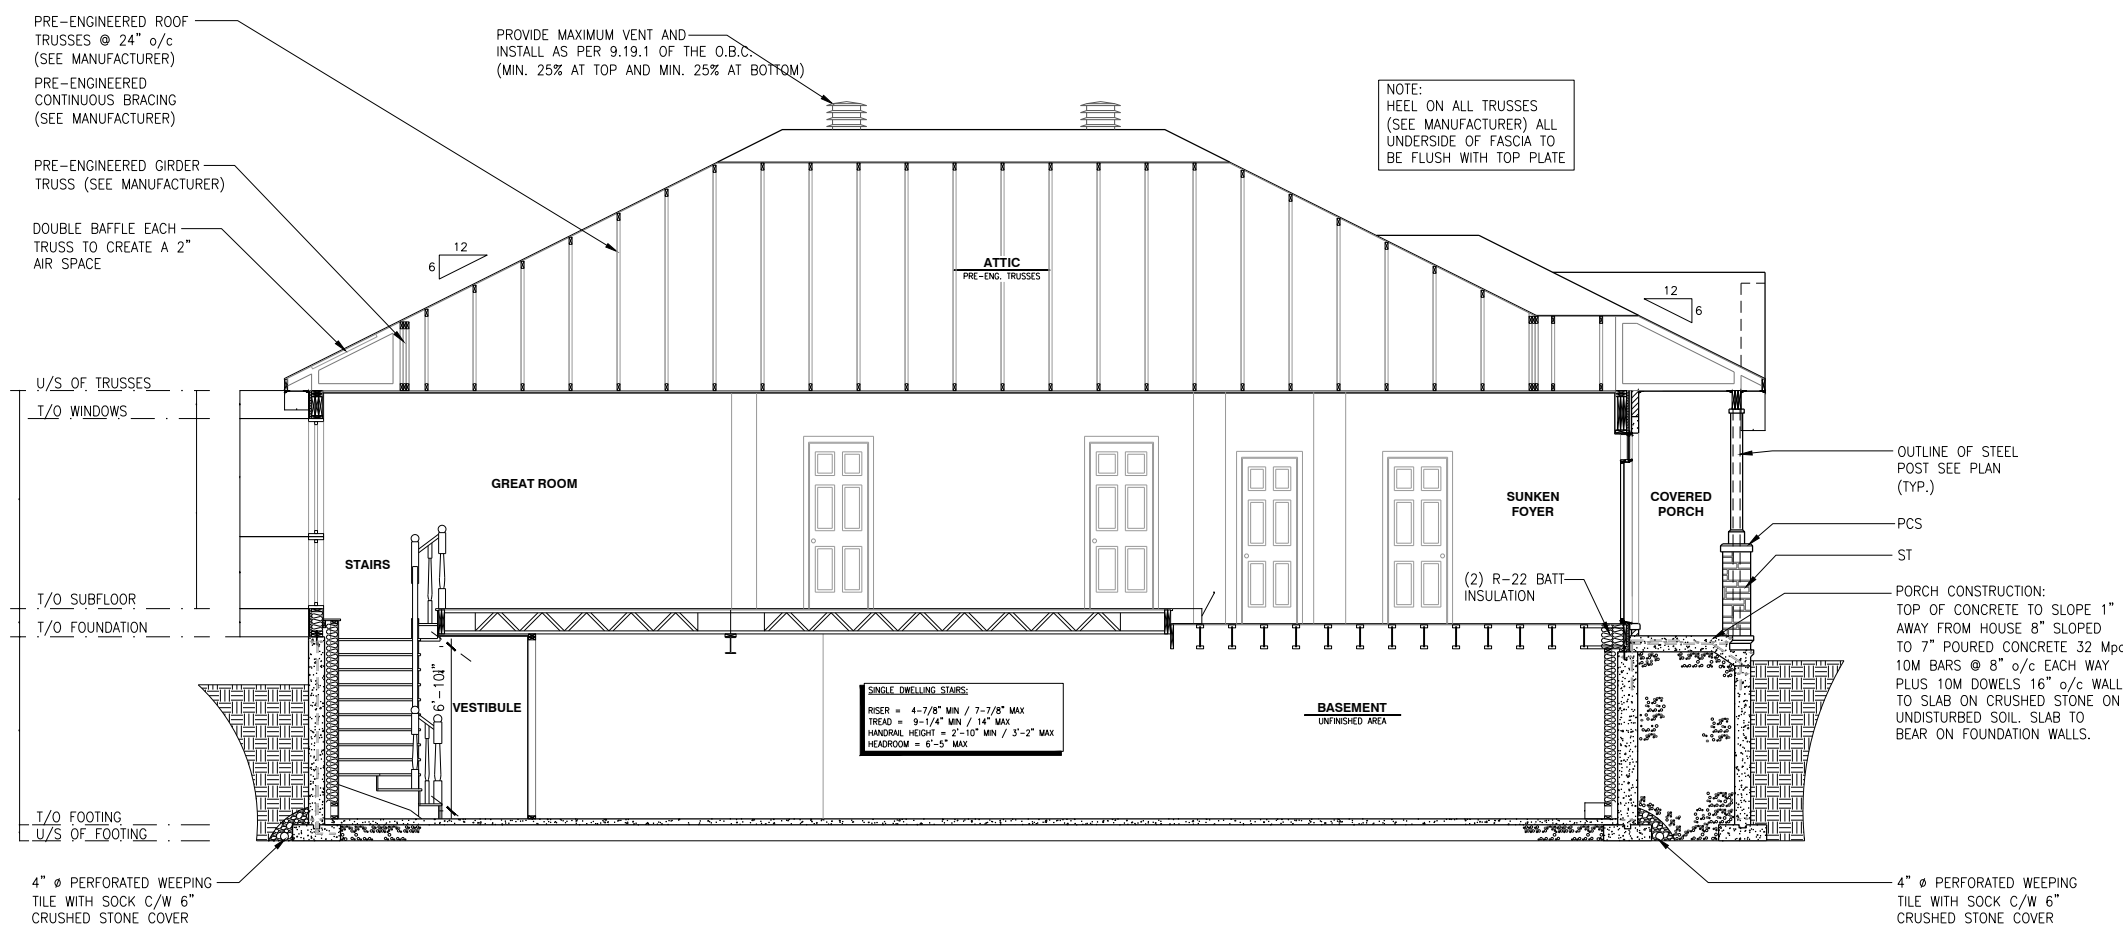 PRE-ENGINEERED ROOF
TRUSSES @ 24" o/c
(SEE MANUFACTURER)
PRE-ENGINEERED
CONTINUOUS BRACING
(SEE MANUFACTURER)
PROVIDE MAXIMUM VENT AND
INSTALL AS PER 9.19.1 OF THE O.B.C.
(MIN. 25% AT TOP AND MIN. 25% AT BOTTOM)
NOTE:
HEEL ON ALL TRUSSES
(SEE MANUFACTURER) ALL
UNDERSIDE OF FASCIA TO
BE FLUSH WITH TOP PLATE
PRE-ENGINEERED GIRDER
TRUSS (SEE MANUFACTURER)
DOUBLE BAFFLE EACH
TRUSS TO CREATE A 2"
AIR SPACE
12
6
ATTIC
PRE-ENG. TRUSSES
12
6
U/S OF TRUSSES
T/O WINDOWS
GREAT ROOM
SUNKEN
FOYER
COVERED
PORCH
OUTLINE OF STEEL
POST SEE PLAN
(TYP.)
PCS
ST
STAIRS
(2) R-22 BATT
INSULATION
T/O SUBFLOOR
T/O FOUNDATION
PORCH CONSTRUCTION:
TOP OF CONCRETE TO SLOPE 1"
AWAY FROM HOUSE 8" SLOPED
TO 7" POURED CONCRETE 32 Mpa
10M BARS @ 8" o/c EACH WAY
PLUS 10M DOWELS 16" o/c WALL
TO SLAB ON CRUSHED STONE ON
UNDISTURBED SOIL. SLAB TO
BEAR ON FOUNDATION WALLS.
6'-10¼"
VESTIBULE
SINGLE DWELLING STAIRS:
RISER = 4-7/8" MIN / 7-7/8" MAX
TREAD = 9-1/4" MIN / 14" MAX
HANDRAIL HEIGHT = 2'-10" MIN / 3'-2" MAX
HEADROOM = 6'-5" MAX
BASEMENT
UNFINISHED AREA
T/O FOOTING
U/S OF FOOTING
4" ø PERFORATED WEEPING
TILE WITH SOCK C/W 6"
CRUSHED STONE COVER
4" ø PERFORATED WEEPING
TILE WITH SOCK C/W 6"
CRUSHED STONE COVER